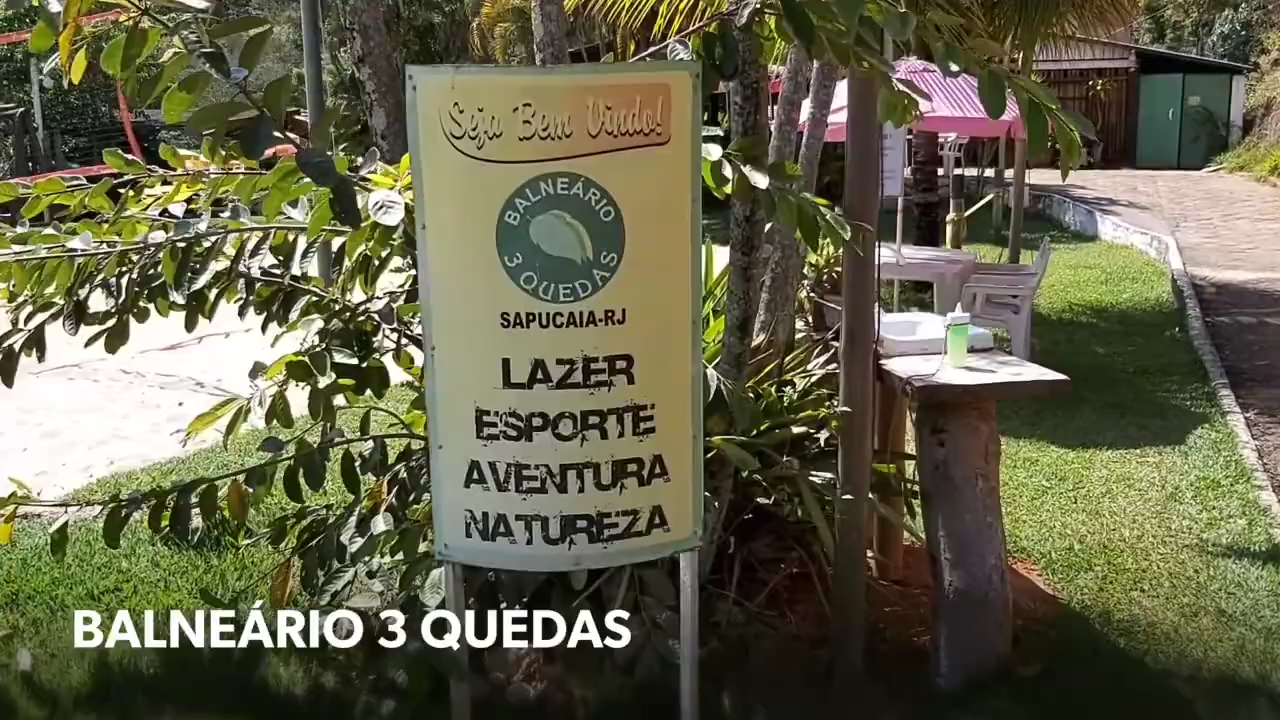 Seja Bem Vindo!
BALNEÁRIO
3 QUEDAS
SAPUCAIA-RJ
LAZER
ESPORTE
AVENTURA
NATUREZA
BALNEÁRIO 3 QUEDAS